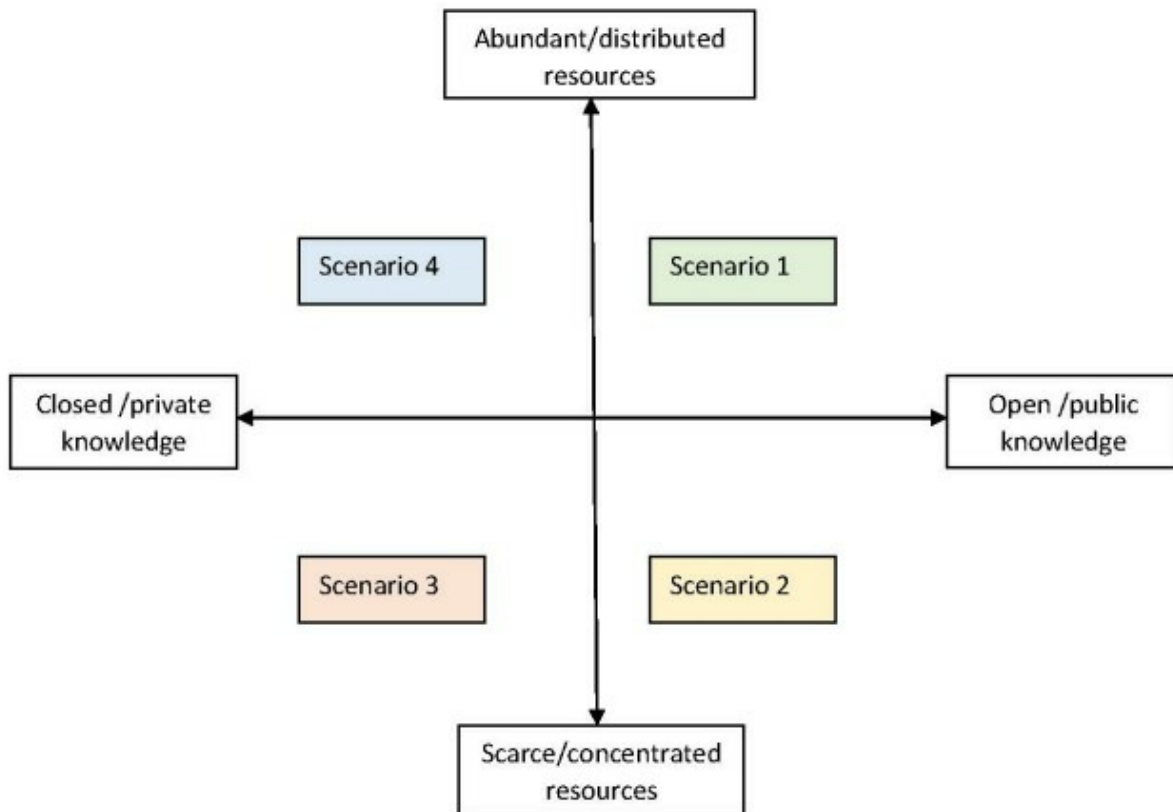 Abundant/distributed
resources
Scenario 4
Scenario 1
Closed /private
knowledge
Open /public
knowledge
Scenario 3
Scenario 2
Scarce/concentrated
resources